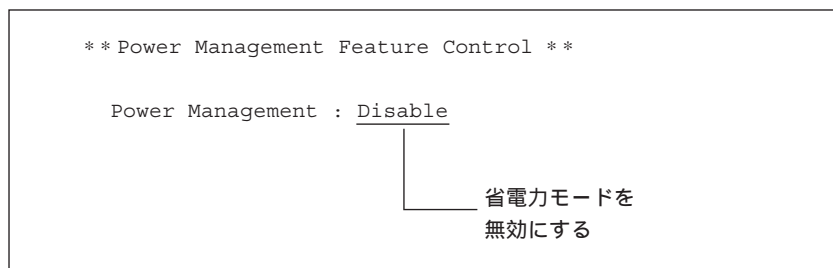 ** Power Management Feature Control **
Power Management : Disable
省電力モードを
無効にする